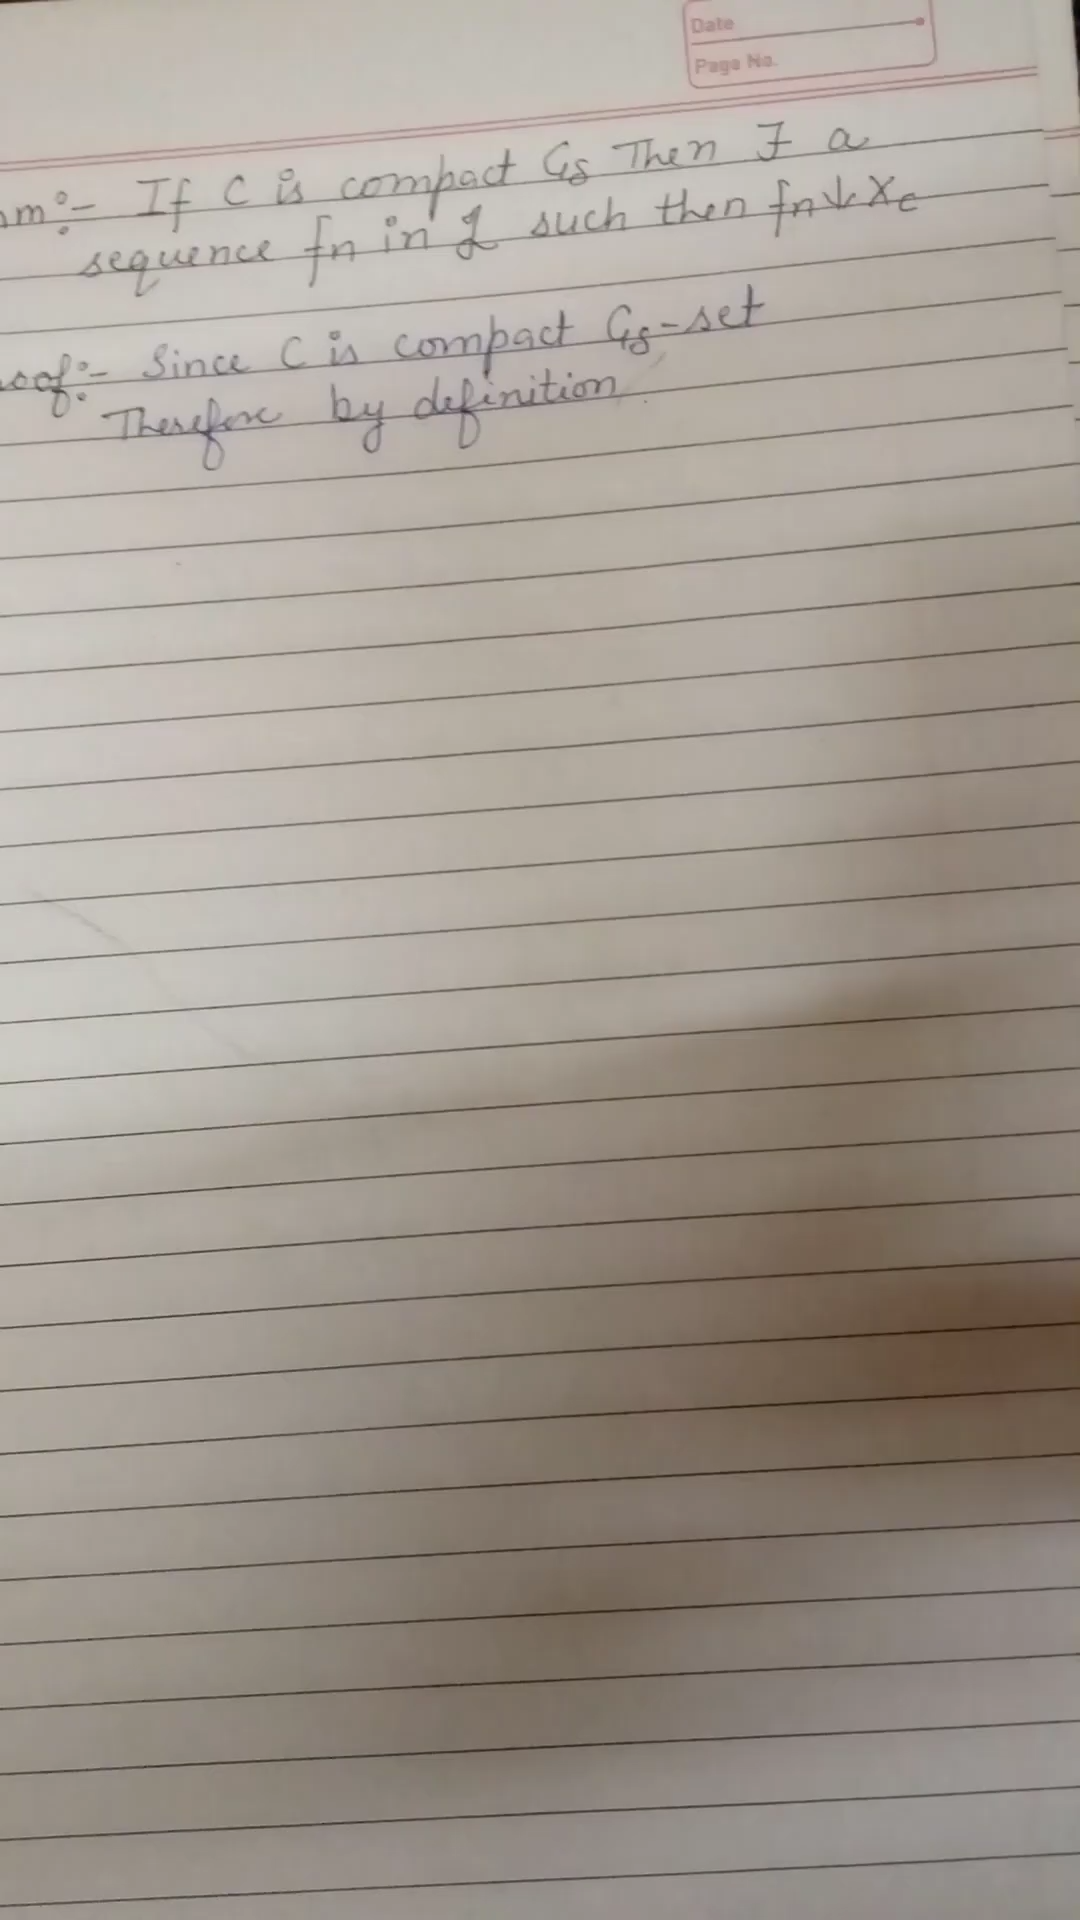 Date
Page No.
m:- If C is compact Gδ Then ∃ a
sequence fn in ℒ such then fn ↓ χc
oof:- Since C is compact Gδ-set
Therefore by definition